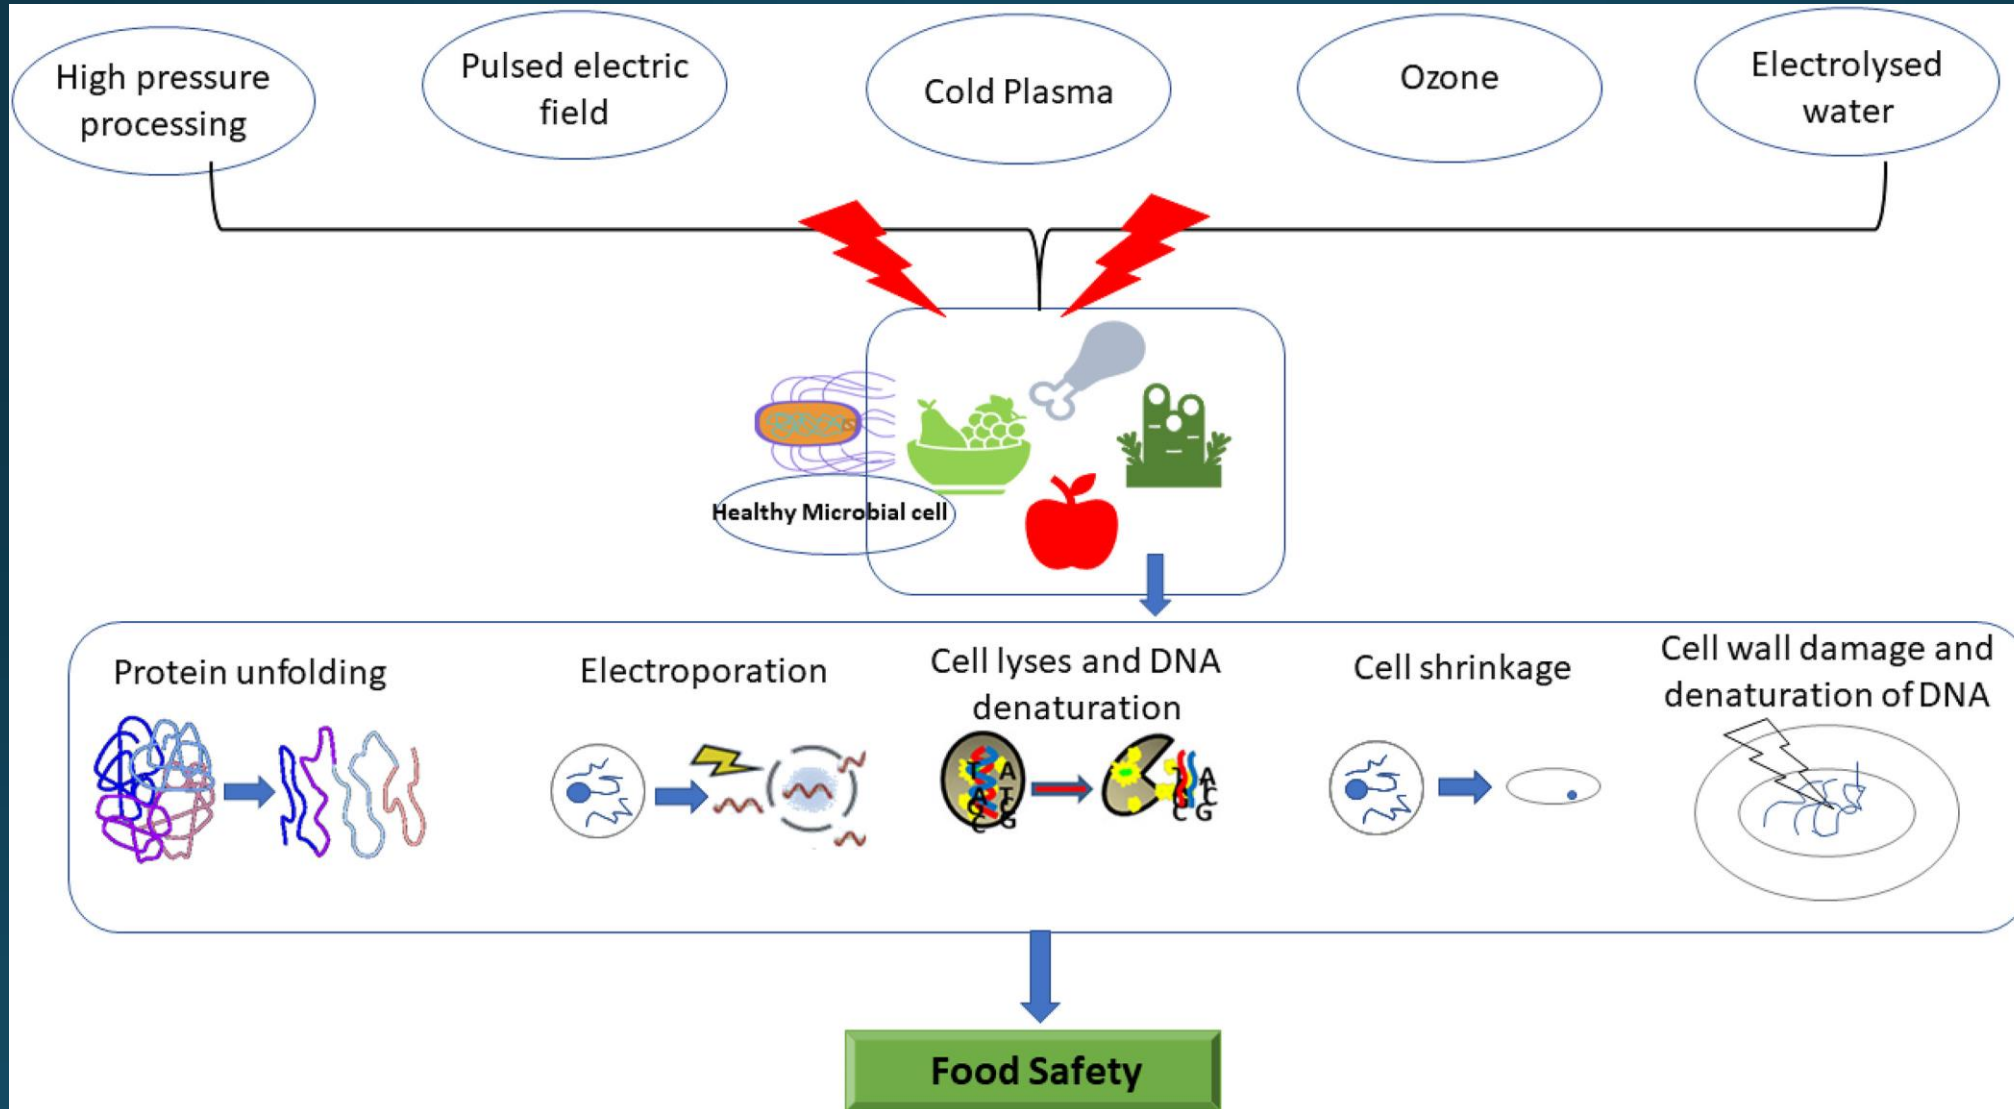 High pressure
processing
Pulsed electric
field
Cold Plasma
Ozone
Electrolysed
water
Healthy Microbial cell
Protein unfolding
Electroporation
Cell lyses and DNA
denaturation
Cell shrinkage
Cell wall damage and
denaturation of DNA
Food Safety